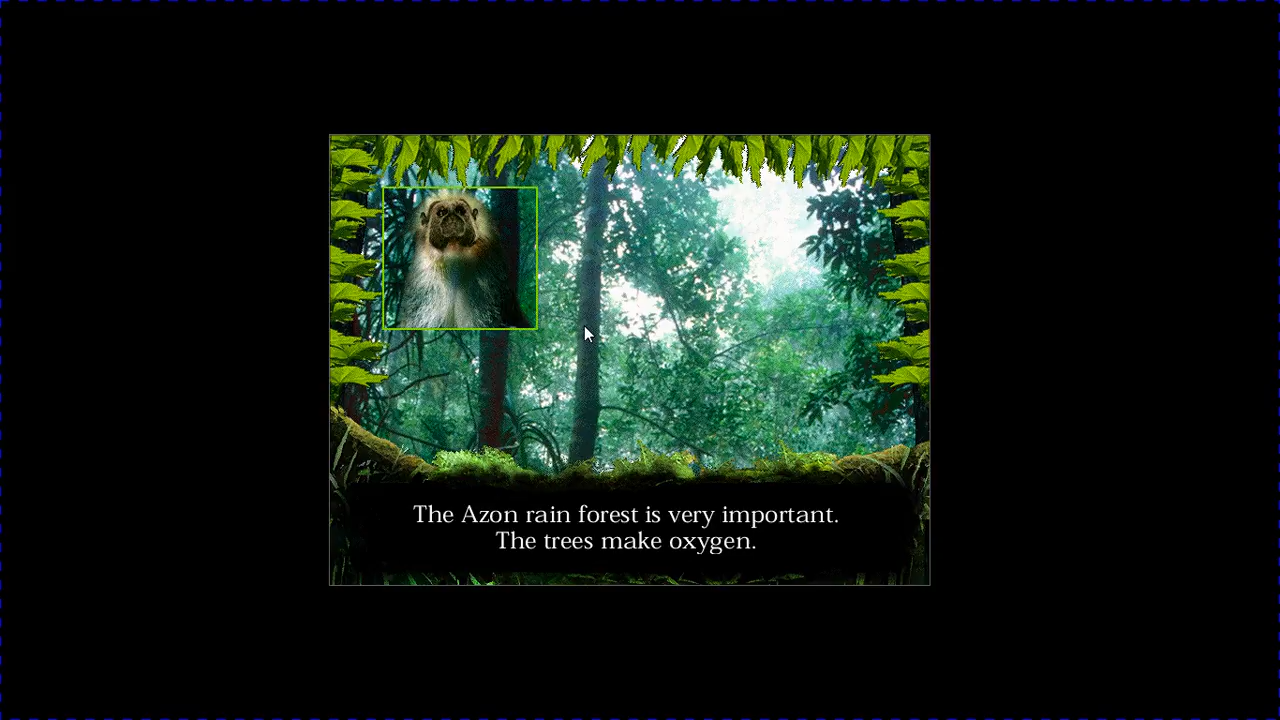 The Azon rain forest is very important.
The trees make oxygen.